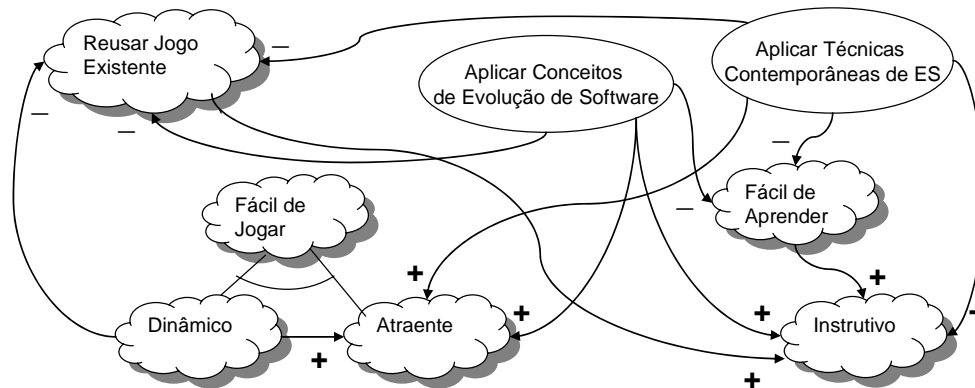 Reusar Jogo
Existente
Aplicar Conceitos
de Evolução de Software
Aplicar Técnicas
Contemporâneas de ES
Fácil de
Jogar
Fácil de
Aprender
Dinâmico
Atraente
Instrutivo